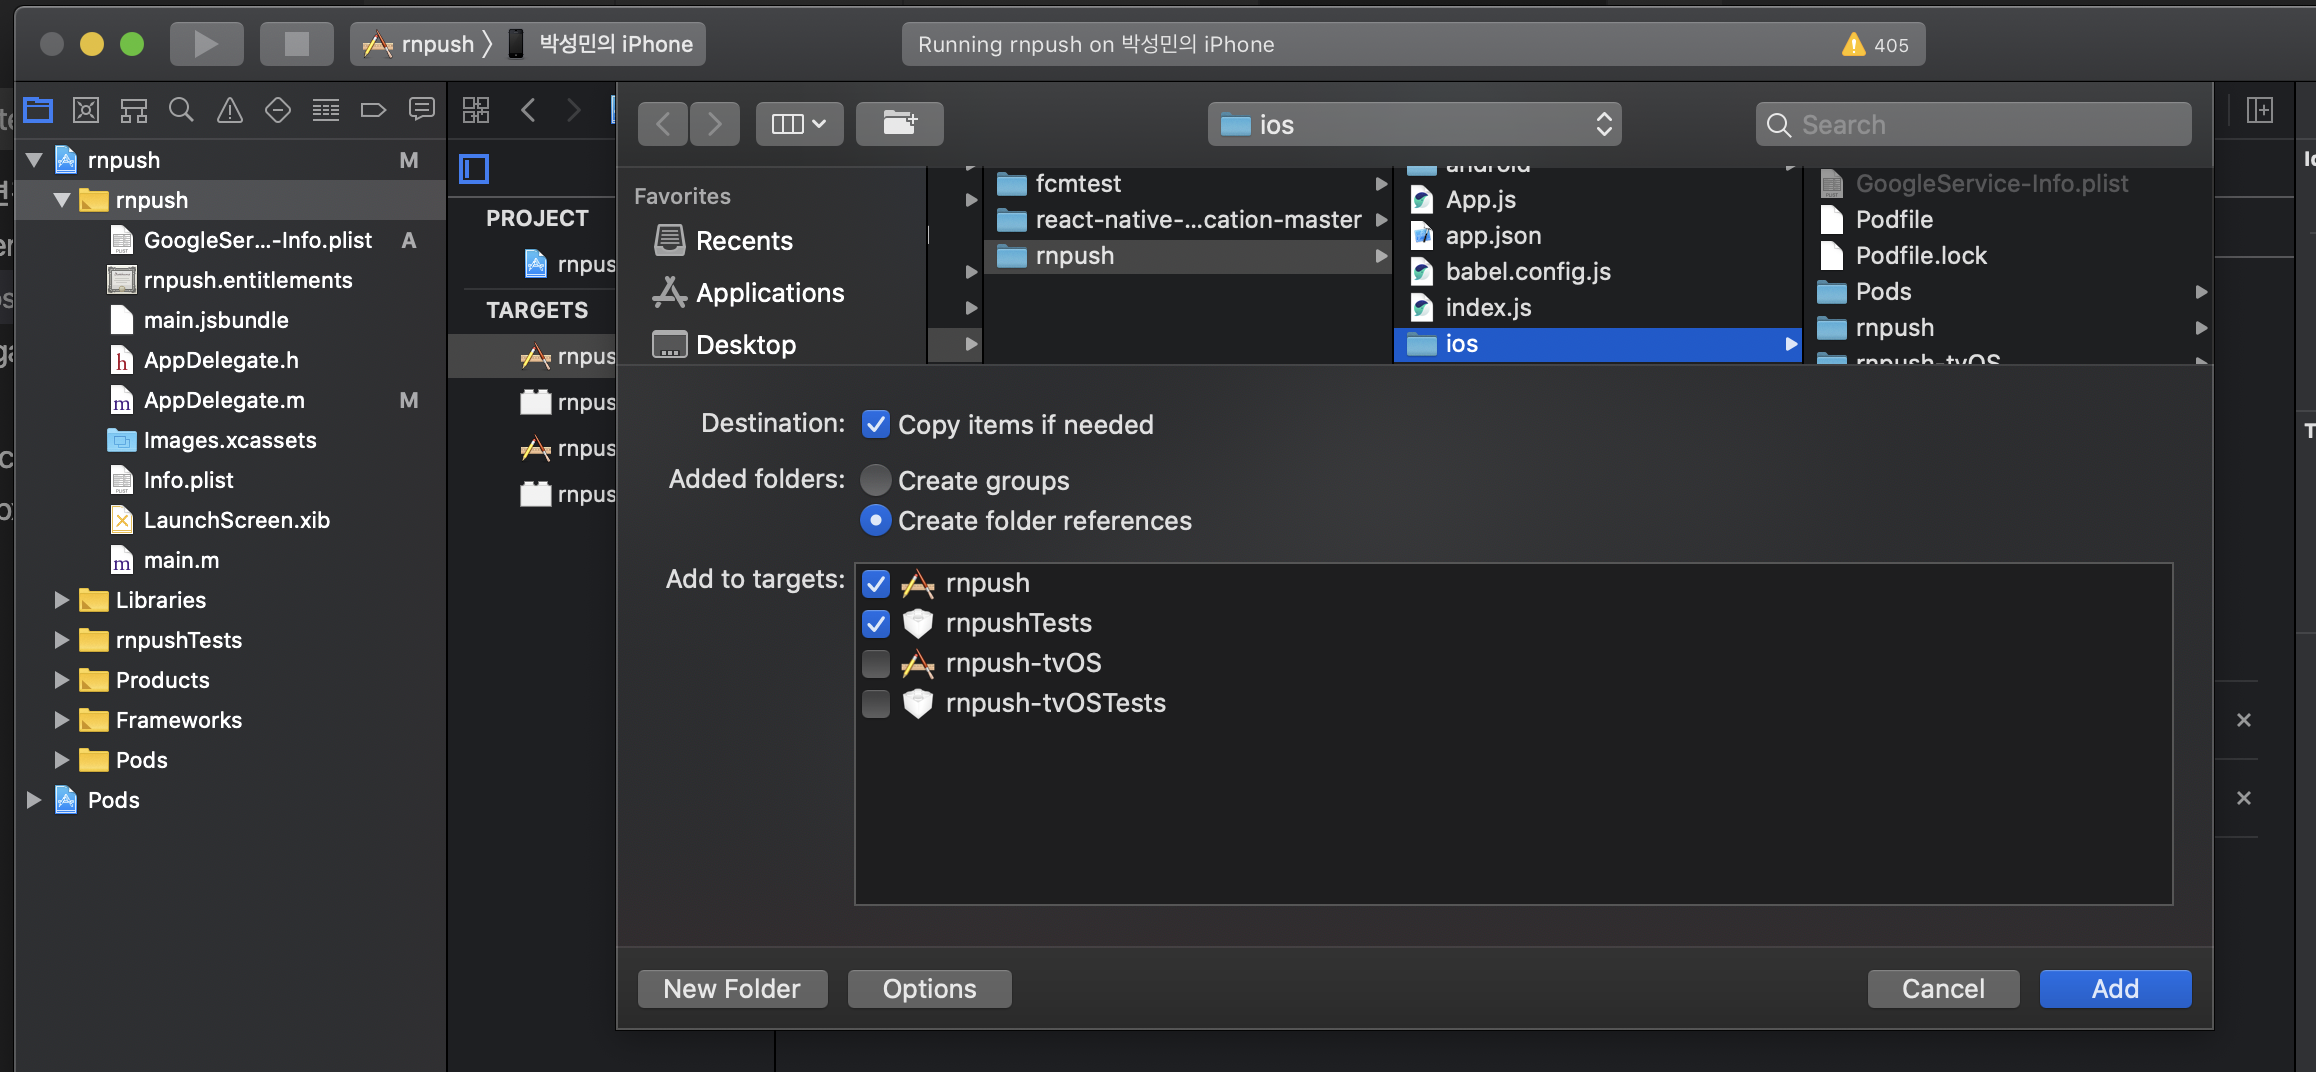 rnpush 〉 박성민의 iPhone
Running rnpush on 박성민의 iPhone
405
rnpush M
rnpush
GoogleSer...-Info.plist A
rnpush.entitlements
main.jsbundle
AppDelegate.h
AppDelegate.m M
Images.xcassets
Info.plist
LaunchScreen.xib
main.m
Libraries
rnpushTests
Products
Frameworks
Pods
Pods
PROJECT
rnpus
TARGETS
rnpus
rnpus
rnpus
rnpus
ios
Search
Favorites
Recents
Applications
Desktop
fcmtest
react-native-...cation-master
rnpush
android
App.js
app.json
babel.config.js
index.js
ios
GoogleService-Info.plist
Podfile
Podfile.lock
Pods
rnpush
rnpush-tvOS
Destination: Copy items if needed
Added folders: Create groups
Create folder references
Add to targets: rnpush
rnpushTests
rnpush-tvOS
rnpush-tvOSTests
New Folder
Options
Cancel
Add